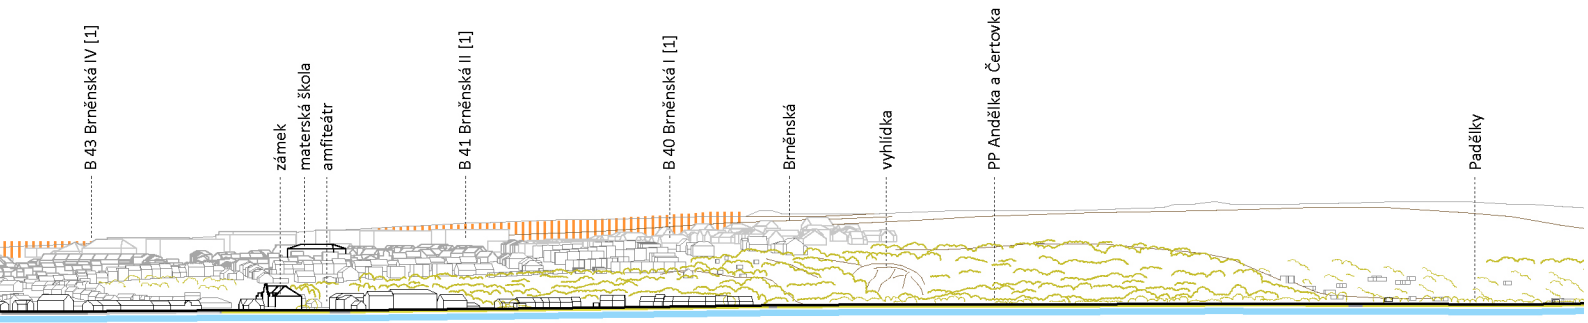 B 43 Brněnská IV [1]
zámek
materská škola
amfiteátr
B 41 Brněnská II [1]
B 40 Brněnská I [1]
Brněnská
vyhlídka
PP Andělka a Čertovka
Padělky